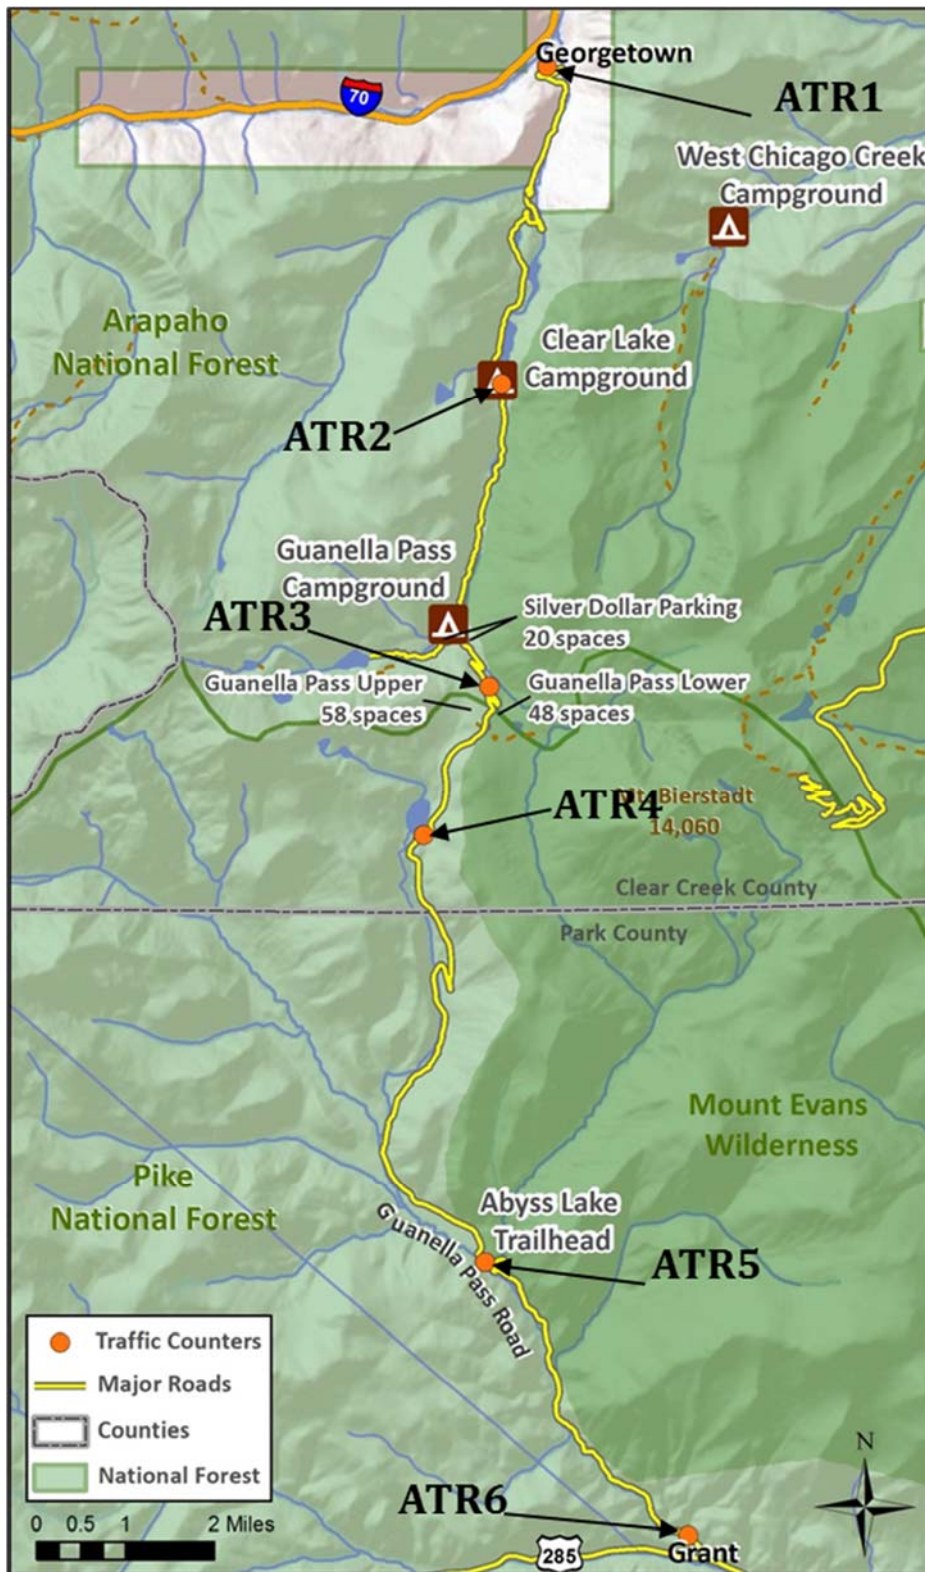 Georgetown
70
ATR1
West Chicago Creek
Campground
Arapaho
National Forest
Clear Lake
Campground
ATR2
Guanella Pass
Campground
ATR3
Silver Dollar Parking
20 spaces
Guanella Pass Upper
58 spaces
Guanella Pass Lower
48 spaces
ATR4
Mt. Bierstadt
14,060
Clear Creek County
Park County
Mount Evans
Wilderness
Pike
National Forest
Abyss Lake
Trailhead
Guanella Pass Road
ATR5
Traffic Counters
Major Roads
Counties
National Forest
N
ATR6
0 0.5 1 2 Miles
285
Grant